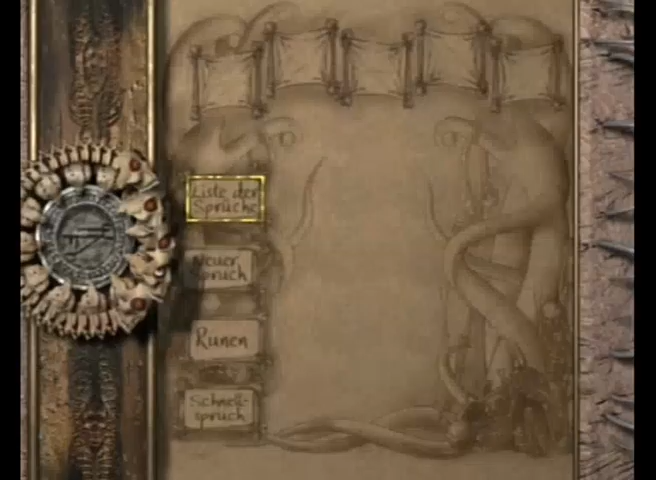 Liste der
Sprüche
Neuer
Spruch
Runen
Schnell-
spruch